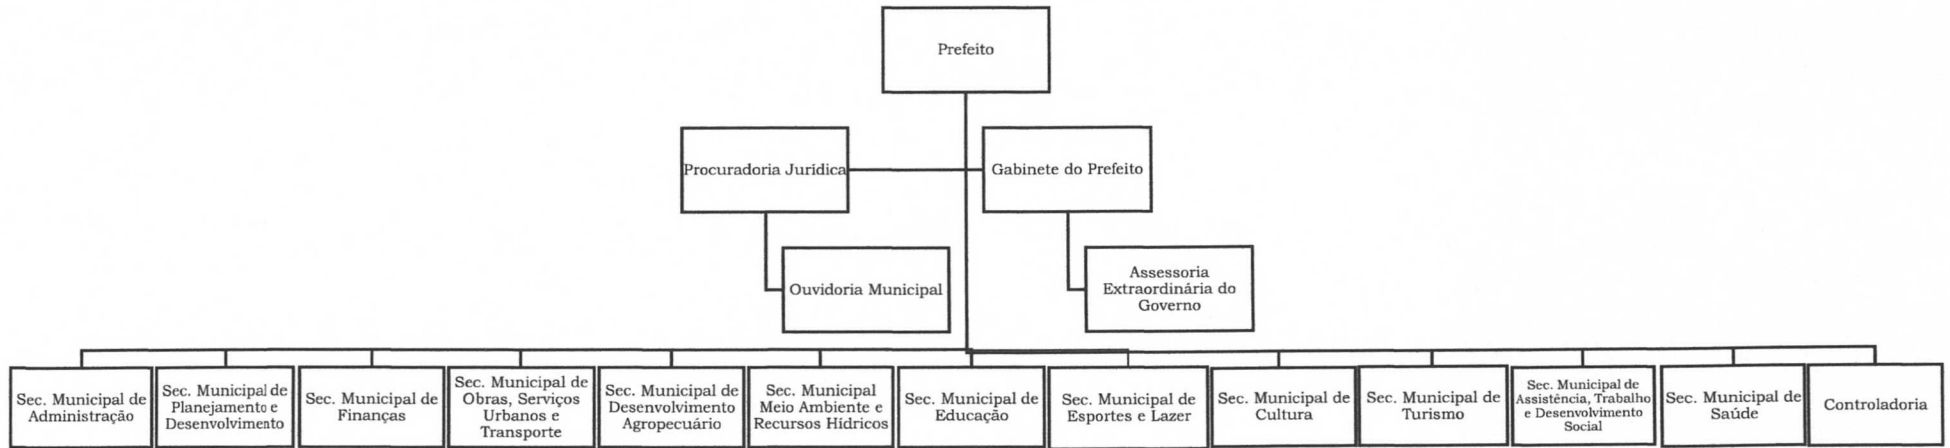 Prefeito
Procuradoria Jurídica
Gabinete do Prefeito
Ouvidoria Municipal
Assessoria
Extraordinária do
Governo
Sec. Municipal de
Administração
Sec. Municipal de
Planejamento e
Desenvolvimento
Sec. Municipal de
Finanças
Sec. Municipal de
Obras, Serviços
Urbanos e
Transporte
Sec. Municipal de
Desenvolvimento
Agropecuário
Sec. Municipal
Meio Ambiente e
Recursos Hídricos
Sec. Municipal de
Educação
Sec. Municipal de
Esportes e Lazer
Sec. Municipal de
Cultura
Sec. Municipal de
Turismo
Sec. Municipal de
Assistência, Trabalho
e Desenvolvimento
Social
Sec. Municipal de
Saúde
Controladoria